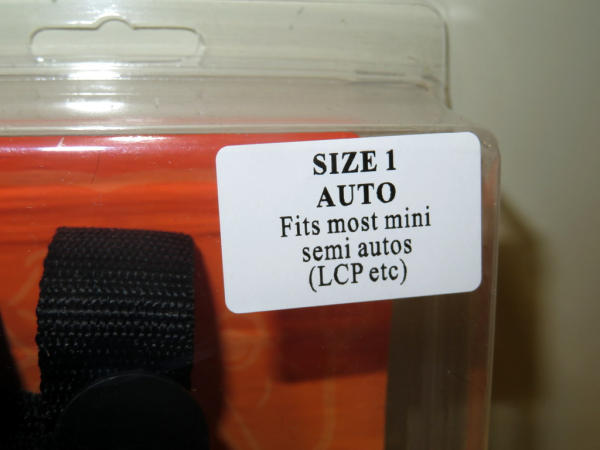 SIZE 1
AUTO
Fits most mini
semi autos
(LCP etc)